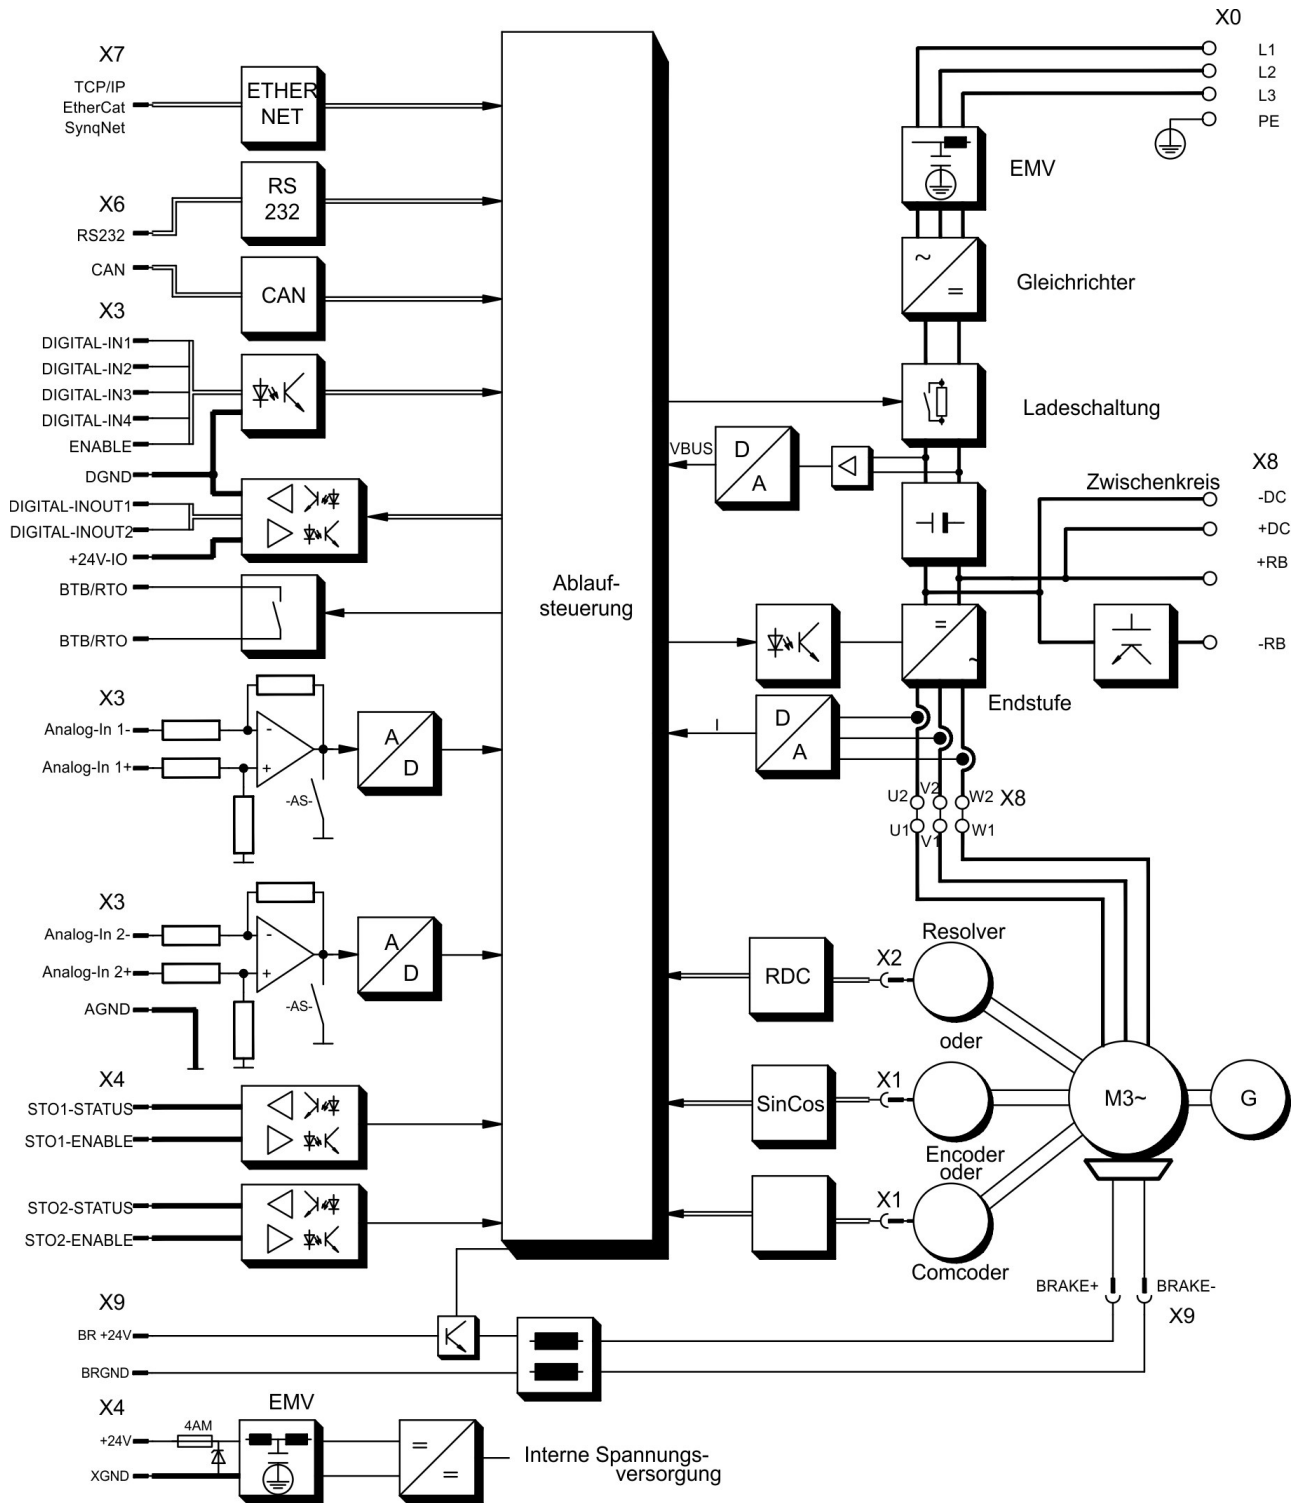 X7
TCP/IP
EtherCat
SynqNet
ETHER
NET
X6
RS232
RS
232
CAN
CAN
X3
DIGITAL-IN1
DIGITAL-IN2
DIGITAL-IN3
DIGITAL-IN4
ENABLE
DGND
DIGITAL-INOUT1
DIGITAL-INOUT2
+24V-IO
BTB/RTO
BTB/RTO
X3
Analog-In 1-
Analog-In 1+
-
+
-AS-
A
D
X3
Analog-In 2-
Analog-In 2+
AGND
-
+
-AS-
A
D
X4
STO1-STATUS
STO1-ENABLE
STO2-STATUS
STO2-ENABLE
X9
BR +24V
BRGND
X4
+24V
XGND
4AM
EMV
=
=
Interne Spannungs-
versorgung
Ablauf-
steuerung
X0
L1
L2
L3
PE
EMV
~
=
Gleichrichter
Ladeschaltung
VBUS
D
A
Zwischenkreis
X8
-DC
+DC
+RB
-RB
=
~
Endstufe
I
D
A
U2
V2
W2
X8
U1
V1
W1
Resolver
RDC
X2
oder
SinCos
X1
Encoder
oder
X1
Comcoder
M3~
G
BRAKE+
BRAKE-
X9